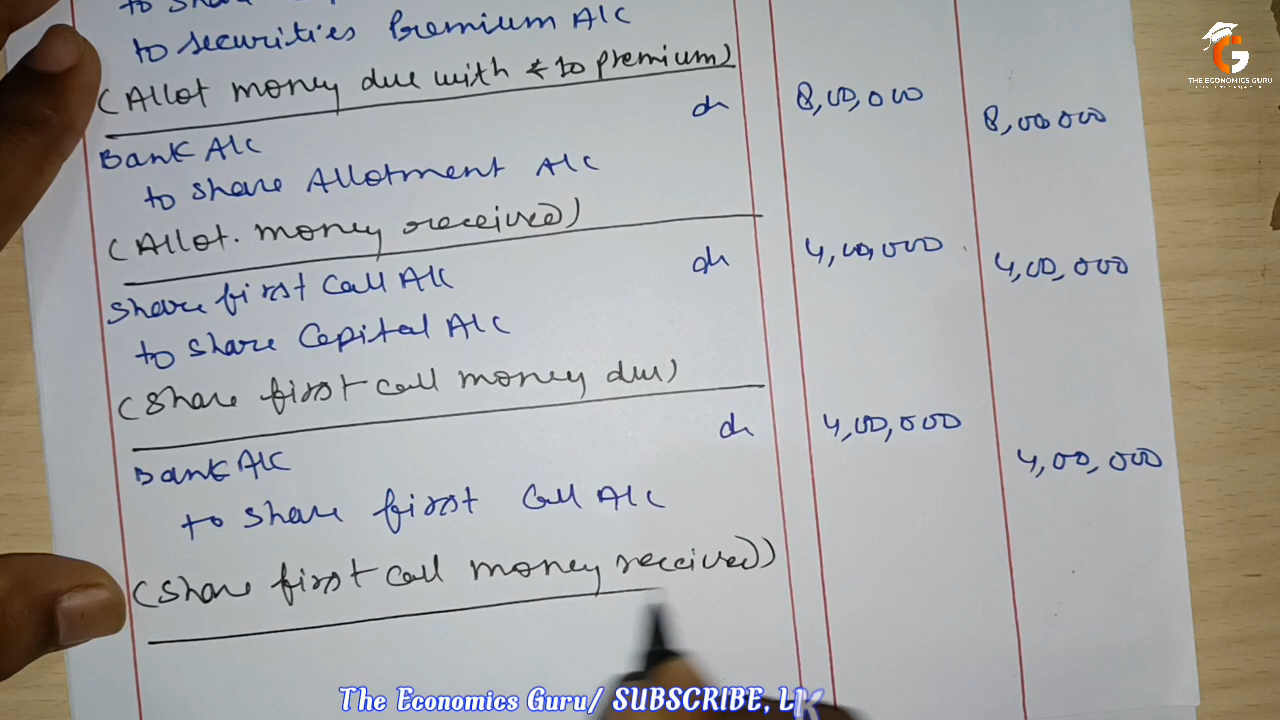 to Share
to securities Premium A/c
(Allot money due with ₹ 10 premium)
Bank A/c dr 8,00,000
to share Allotment A/c 8,00,000
(Allot. money received)
Share first Call A/c dr 4,00,000
to share Capital A/c 4,00,000
(Share first call money due)
Bank A/c dr 4,00,000
to share first Call A/c 4,00,000
(Share first call money received))
THE ECONOMICS GURU
The Economics Guru/ SUBSCRIBE, LIK